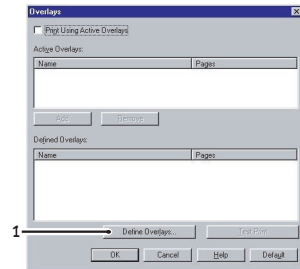 Overlays
Print Using Active Overlays
Active Overlays:
Name Pages
Add Remove
Defined Overlays:
Name Pages
1 Define Overlays... Test Print
OK Cancel Help Default